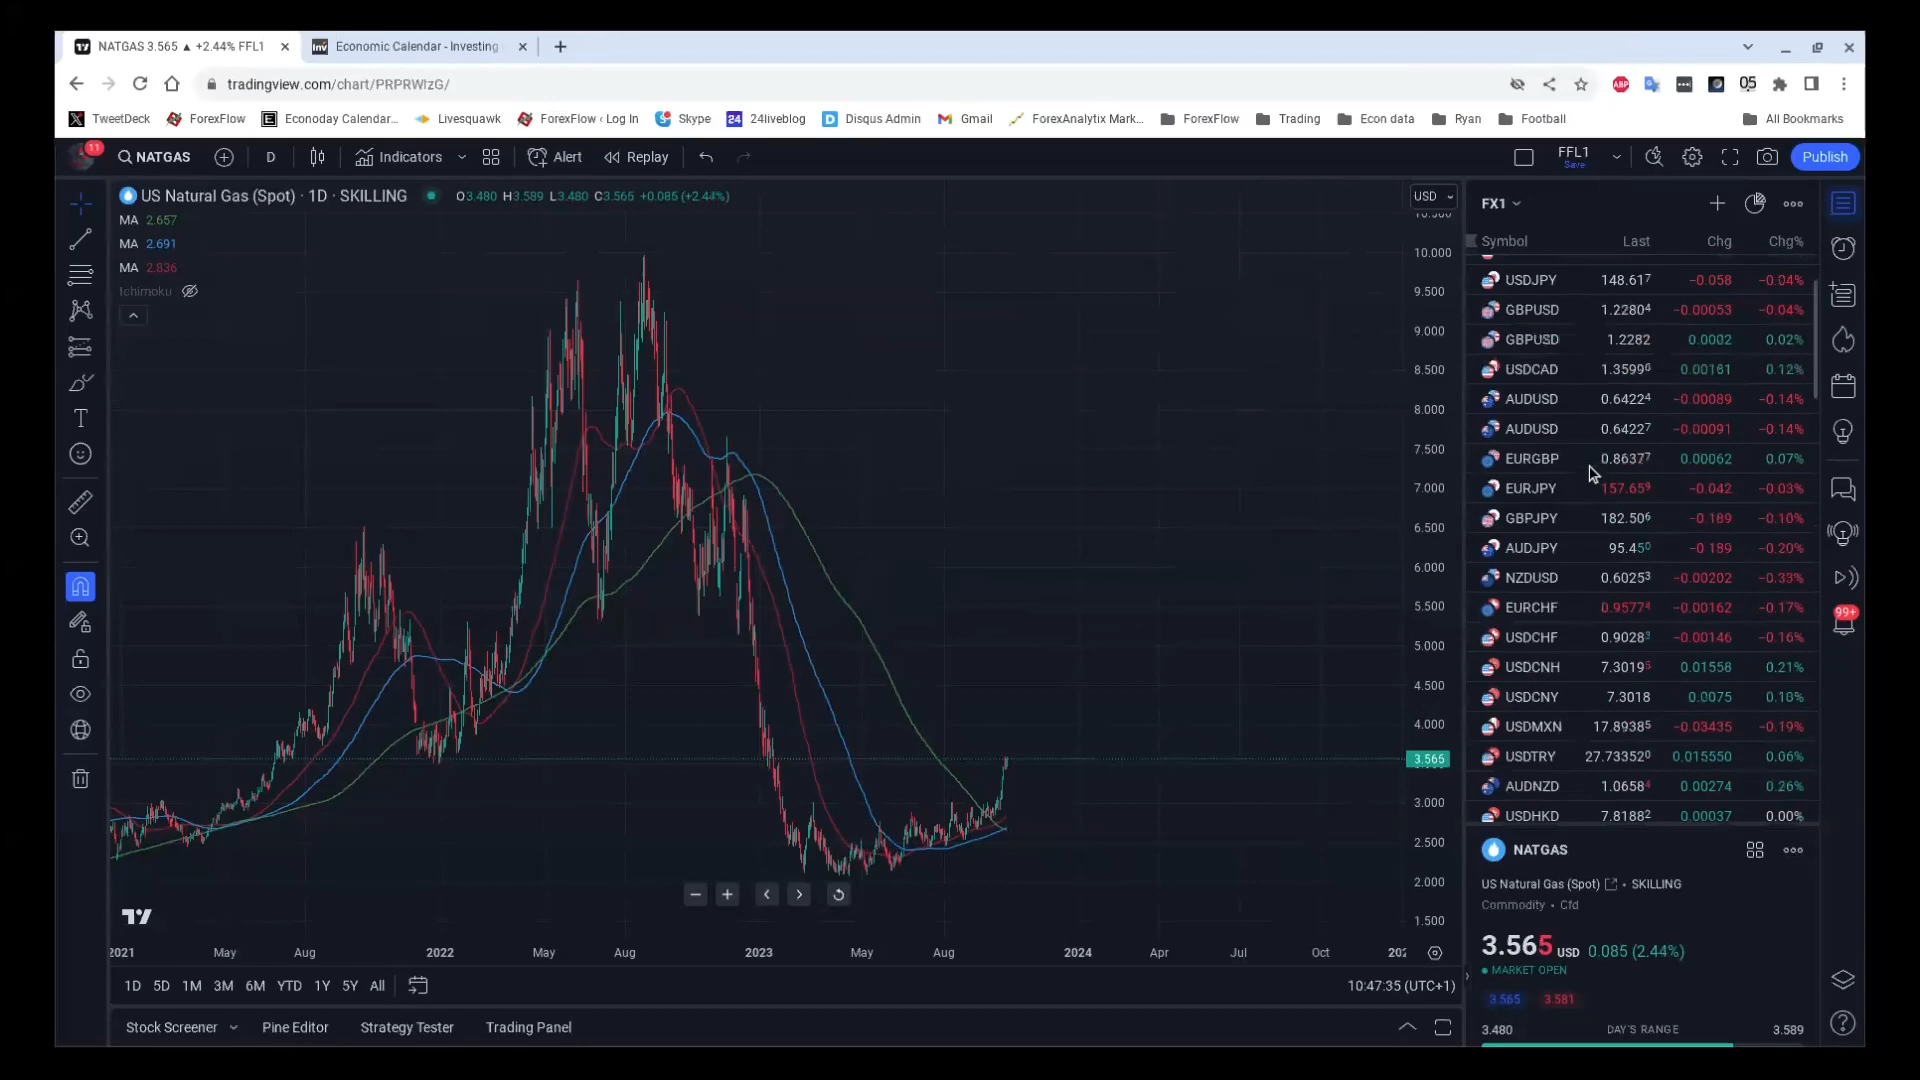 NATGAS 3.565 ▲ +2.44% FFL1
Economic Calendar - Investing
tradingview.com/chart/PRPRWIzG/
05
TweetDeck
ForexFlow
Econoday Calendar...
Livesquawk
ForexFlow ‹ Log In
Skype
24liveblog
Disqus Admin
Gmail
ForexAnalytix Mark...
ForexFlow
Trading
Econ data
Ryan
Football
All Bookmarks
11
NATGAS
D
Indicators
Alert
Replay
FFL1
Save
Publish
US Natural Gas (Spot) · 1D · SKILLING
O3.480 H3.589 L3.480 C3.565 +0.085 (+2.44%)
MA 2.657
MA 2.691
MA 2.836
Ichimoku
USD
10.500
10.000
9.500
9.000
8.500
8.000
7.500
7.000
6.500
6.000
5.500
5.000
4.500
4.000
3.565
3.000
2.500
2.000
1.500
2021 May Aug 2022 May Aug 2023 May Aug 2024 Apr Jul Oct 202
1D 5D 1M 3M 6M YTD 1Y 5Y All
10:47:35 (UTC+1)
Stock Screener
Pine Editor
Strategy Tester
Trading Panel
FX1
Symbol Last Chg Chg%
USDJPY 148.617 −0.058 −0.04%
GBPUSD 1.22804 −0.00053 −0.04%
GBPUSD 1.2282 0.0002 0.02%
USDCAD 1.35996 0.00161 0.12%
AUDUSD 0.64224 −0.00089 −0.14%
AUDUSD 0.64227 −0.00091 −0.14%
EURGBP 0.86377 0.00062 0.07%
EURJPY 157.659 −0.042 −0.03%
GBPJPY 182.506 −0.189 −0.10%
AUDJPY 95.450 −0.189 −0.20%
NZDUSD 0.60253 −0.00202 −0.33%
EURCHF 0.95774 −0.00162 −0.17%
USDCHF 0.9028 −0.00146 −0.16%
USDCNH 7.30195 0.01558 0.21%
USDCNY 7.3018 0.0075 0.10%
USDMXN 17.89385 −0.03435 −0.19%
USDTRY 27.733520 0.015550 0.06%
AUDNZD 1.06584 0.00274 0.26%
USDHKD 7.81882 0.00037 0.00%
99+
NATGAS
US Natural Gas (Spot) • SKILLING
Commodity • Cfd
3.565 USD 0.085 (2.44%)
MARKET OPEN
3.565 3.581
3.480 DAY'S RANGE 3.589